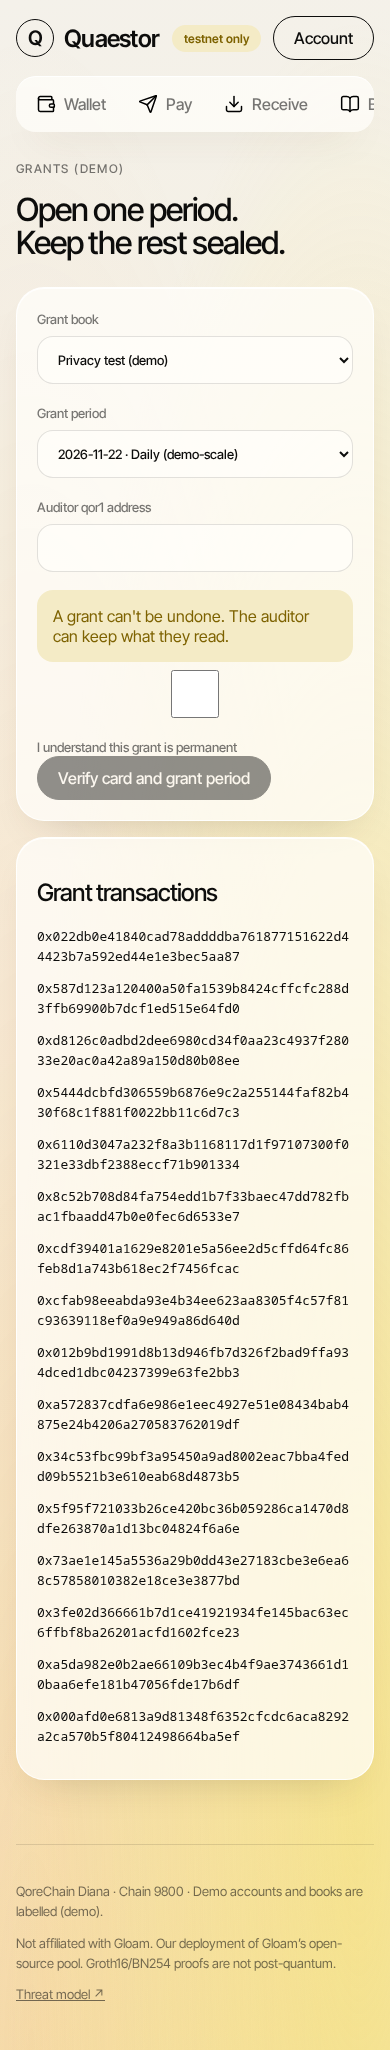 Q Quaestor testnet only Account
Wallet Pay Receive
GRANTS (DEMO)
Open one period.
Keep the rest sealed.
Grant book
Privacy test (demo)
Grant period
2026-11-22 · Daily (demo-scale)
Auditor qor1 address
A grant can't be undone. The auditor
can keep what they read.
I understand this grant is permanent
Verify card and grant period
Grant transactions
0x022db0e41840cad78addddba761877151622d4
4423b7a592ed44e1e3bec5aa87
0x587d123a120400a50fa1539b8424cffcfc288d
3ffb69900b7dcf1ed515e64fd0
0xd8126c0adbd2dee6980cd34f0aa23c4937f280
33e20ac0a42a89a150d80b08ee
0x5444dcbfd306559b6876e9c2a255144faf82b4
30f68c1f881f0022bb11c6d7c3
0x6110d3047a232f8a3b1168117d1f97107300f0
321e33dbf2388eccf71b901334
0x8c52b708d84fa754edd1b7f33baec47dd782fb
ac1fbaadd47b0e0fec6d6533e7
0xcdf39401a1629e8201e5a56ee2d5cffd64fc86
feb8d1a743b618ec2f7456fcac
0xcfab98eeabda93e4b34ee623aa8305f4c57f81
c93639118ef0a9e949a86d640d
0x012b9bd1991d8b13d946fb7d326f2bad9ffa93
4dced1dbc04237399e63fe2bb3
0xa572837cdfa6e986e1eec4927e51e08434bab4
875e24b4206a270583762019df
0x34c53fbc99bf3a95450a9ad8002eac7bba4fed
d09b5521b3e610eab68d4873b5
0x5f95f721033b26ce420bc36b059286ca1470d8
dfe263870a1d13bc04824f6a6e
0x73ae1e145a5536a29b0dd43e27183cbe3e6ea6
8c57858010382e18ce3e3877bd
0x3fe02d366661b7d1ce41921934fe145bac63ec
6ffbf8ba26201acfd1602fce23
0xa5da982e0b2ae66109b3ec4b4f9ae3743661d1
0baa6efe181b47056fde17b6df
0x000afd0e6813a9d81348f6352cfcdc6aca8292
a2ca570b5f80412498664ba5ef
QoreChain Diana · Chain 9800 · Demo accounts and books are
labelled (demo).
Not affiliated with Gloam. Our deployment of Gloam’s open-
source pool. Groth16/BN254 proofs are not post-quantum.
Threat model ↗